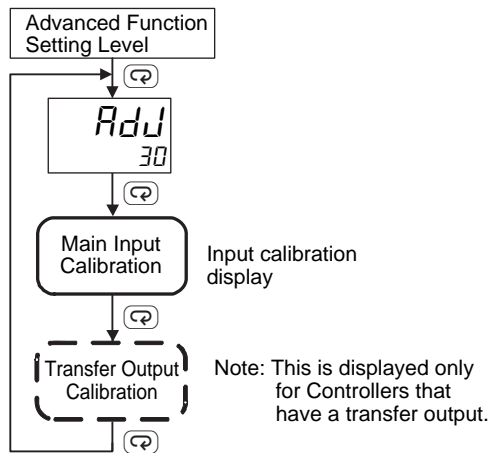 Advanced Function
Setting Level
AdJ
30
Main Input
Calibration
Input calibration
display
Transfer Output
Calibration
Note: This is displayed only
for Controllers that
have a transfer output.